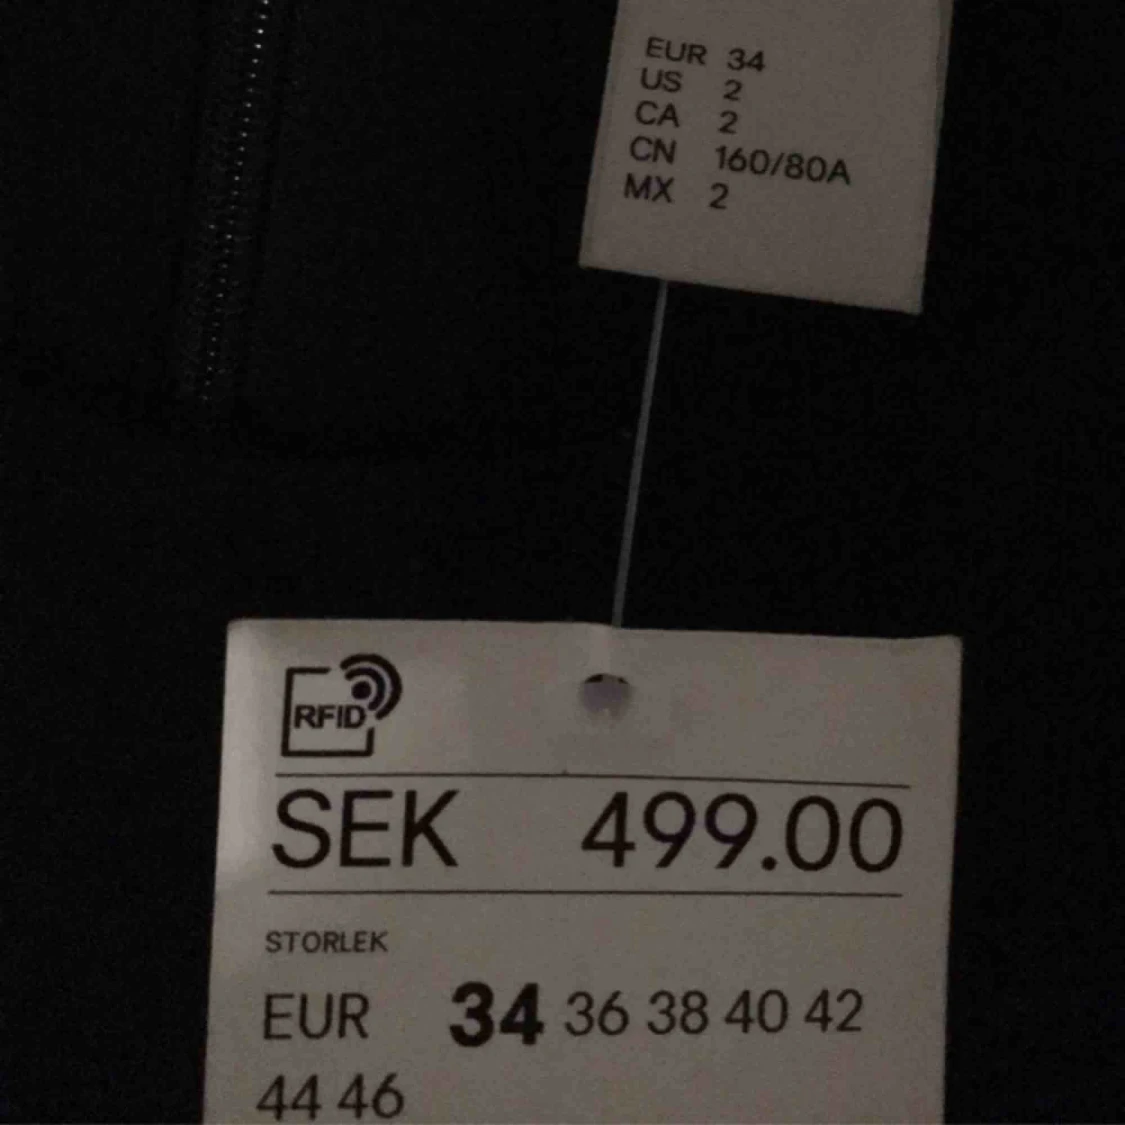 EUR 34
US 2
CA 2
CN 160/80A
MX 2
RFID
SEK 499.00
STORLEK
EUR 34 36 38 40 42
44 46